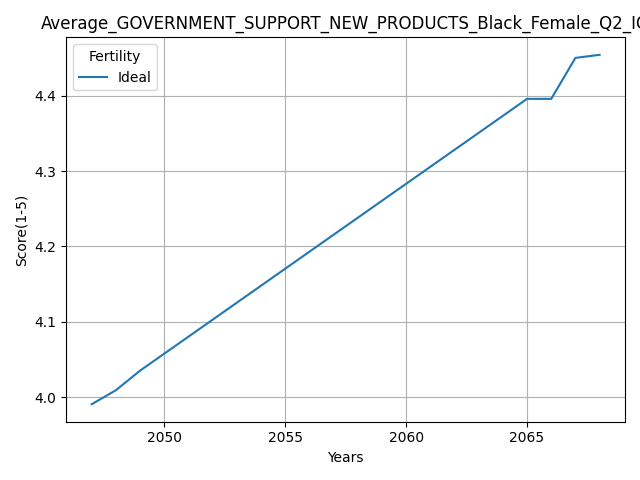 Average_GOVERNMENT_SUPPORT_NEW_PRODUCTS_Black_Female_Q2_IC
Fertility
Ideal
Score(1-5)
4.4
4.3
4.2
4.1
4.0
2050 2055 2060 2065
Years